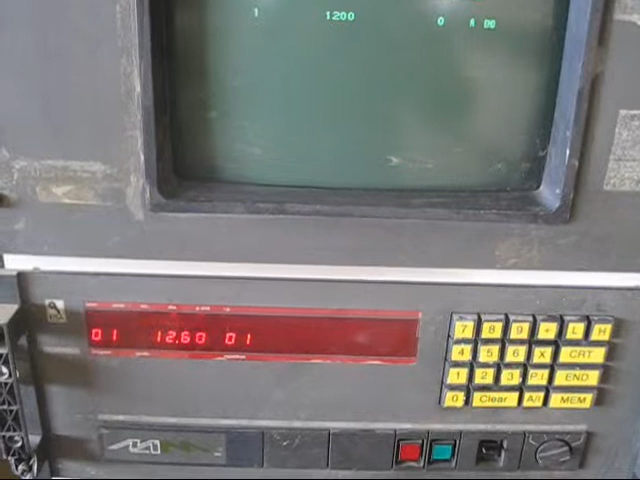 1 1200 0 A D0
01 12.60 01
7 8 9 + L H
4 5 6 X CRT
1 2 3 P.I END
0 Clear A/I MEM